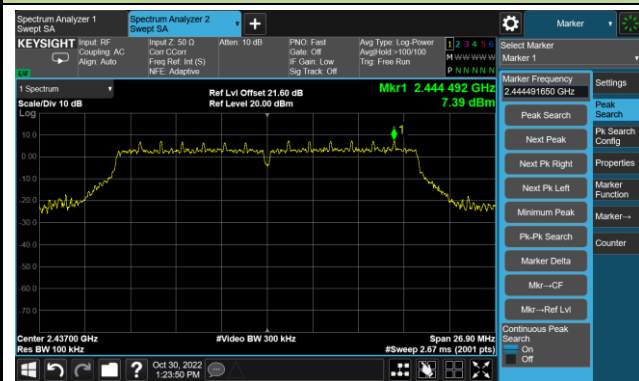 Spectrum Analyzer 1
Swept SA
Spectrum Analyzer 2
Swept SA
+
Marker
KEYSIGHT
Input: RF
Coupling: AC
Align: Auto
Input Z: 50 Ω
Corr CCorr
Freq Ref: Int (S)
NFE: Adaptive
Atten: 10 dB
PNO: Fast
Gate: Off
IF Gain: Low
Sig Track: Off
Avg Type: Log-Power
Avg|Hold:>100/100
Trig: Free Run
1 2 3 4 5 6
M W W W W W
P N N N N N
Select Marker
Marker 1
1 Spectrum
Scale/Div 10 dB
Log
Ref Lvl Offset 21.60 dB
Ref Level 20.00 dBm
Mkr1 2.444 492 GHz
7.39 dBm
10.0
0.00
-10.0
-20.0
-30.0
-40.0
-50.0
-60.0
-70.0
1
Center 2.43700 GHz
Res BW 100 kHz
#Video BW 300 kHz
Span 26.90 MHz
#Sweep 2.67 ms (2001 pts)
Marker Frequency
2.444491650 GHz
Peak Search
Next Peak
Next Pk Right
Next Pk Left
Minimum Peak
Pk-Pk Search
Marker Delta
Mkr→CF
Mkr→Ref Lvl
Continuous Peak
Search
On
Off
Settings
Peak
Search
Pk Search
Config
Properties
Marker
Function
Marker→
Counter
?
Oct 30, 2022
1:23:50 PM